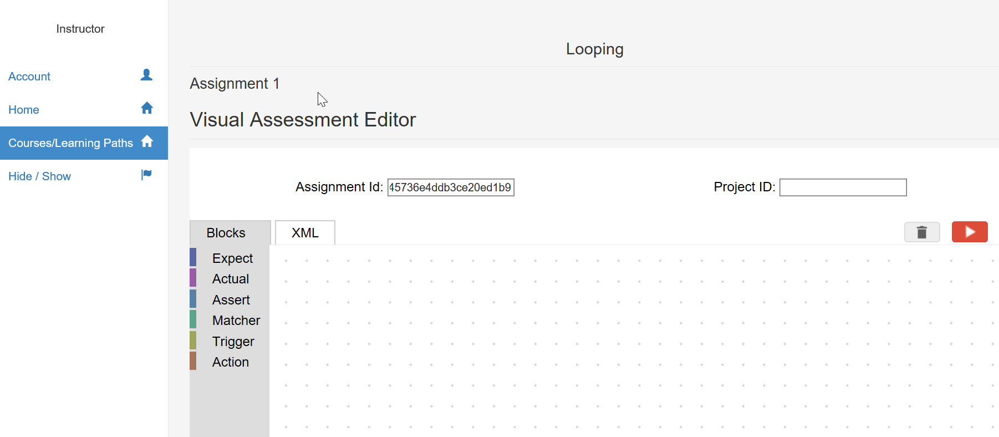 Instructor
Account
Home
Courses/Learning Paths
Hide / Show
Looping
Assignment 1
Visual Assessment Editor
Assignment Id: 45736e4ddb3ce20ed1b9
Project ID:
Blocks
XML
Expect
Actual
Assert
Matcher
Trigger
Action